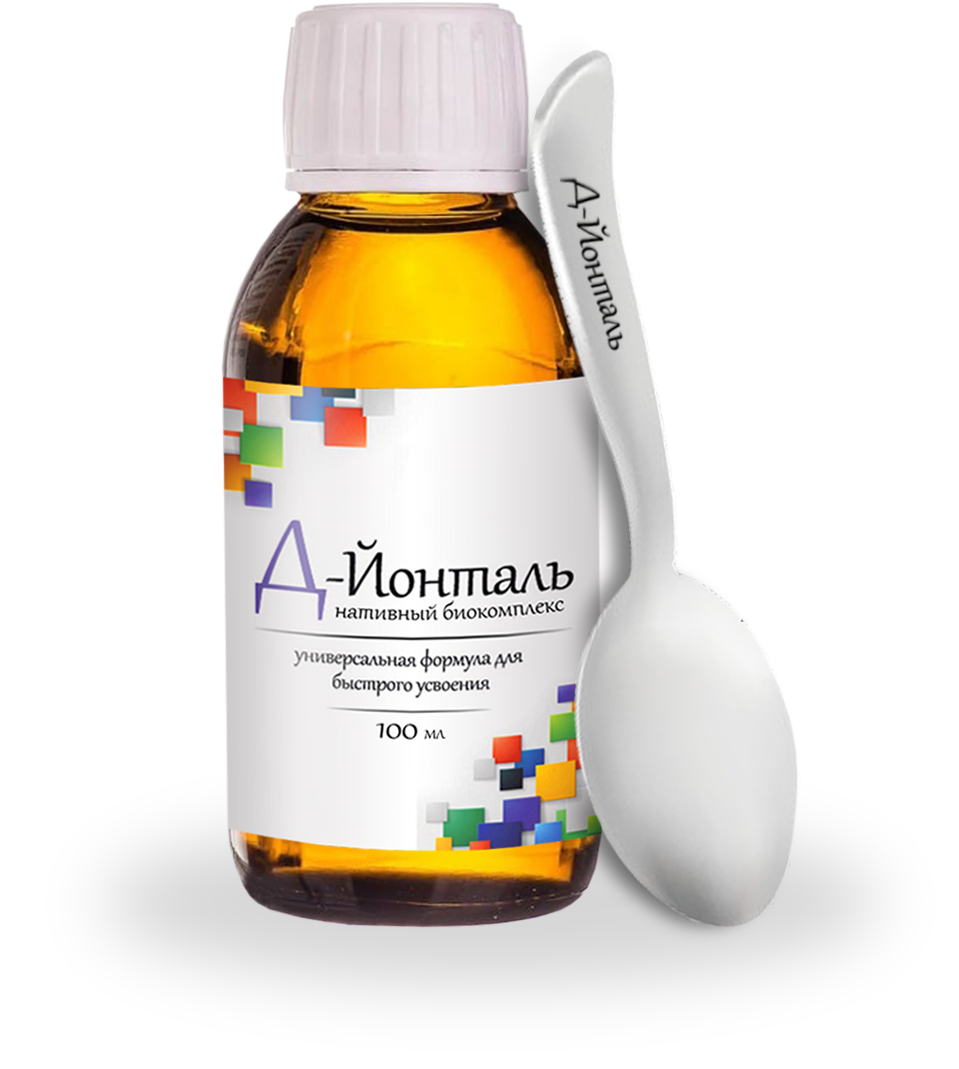 Д-Йонталь
нативный биокомплекс
универсальная формула для
быстрого усвоения
100 мл
Д-Йонталь